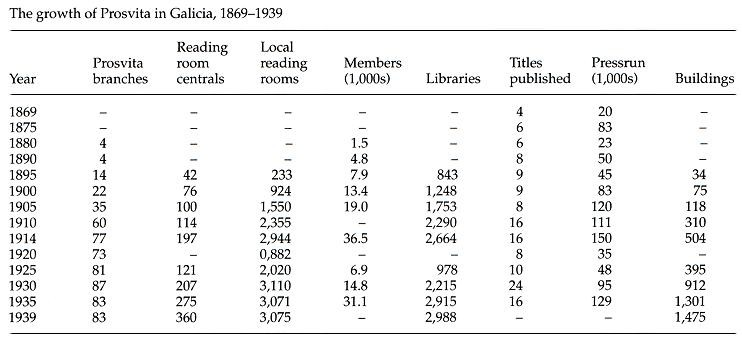 The growth of Prosvita in Galicia, 1869–1939
Year Prosvita branches Reading room centrals Local reading rooms Members (1,000s) Libraries Titles published Pressrun (1,000s) Buildings
1869 – – – – – 4 20 –
1875 – – – – – 6 83 –
1880 4 – – 1.5 – 6 23 –
1890 4 – – 4.8 – 8 50 –
1895 14 42 233 7.9 843 9 45 34
1900 22 76 924 13.4 1,248 9 83 75
1905 35 100 1,550 19.0 1,753 8 120 118
1910 60 114 2,355 – 2,290 16 111 310
1914 77 197 2,944 36.5 2,664 16 150 504
1920 73 – 0,882 – – 8 35 –
1925 81 121 2,020 6.9 978 10 48 395
1930 87 207 3,110 14.8 2,215 24 95 912
1935 83 275 3,071 31.1 2,915 16 129 1,301
1939 83 360 3,075 – 2,988 – – 1,475